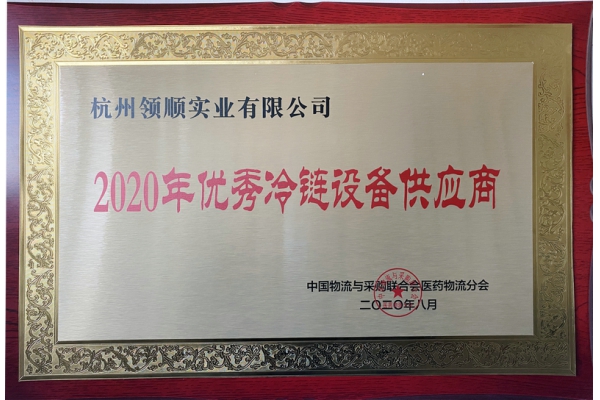 杭州领顺实业有限公司
2020年优秀冷链设备供应商
中国物流与采购联合会医药物流分会
二〇二〇年八月